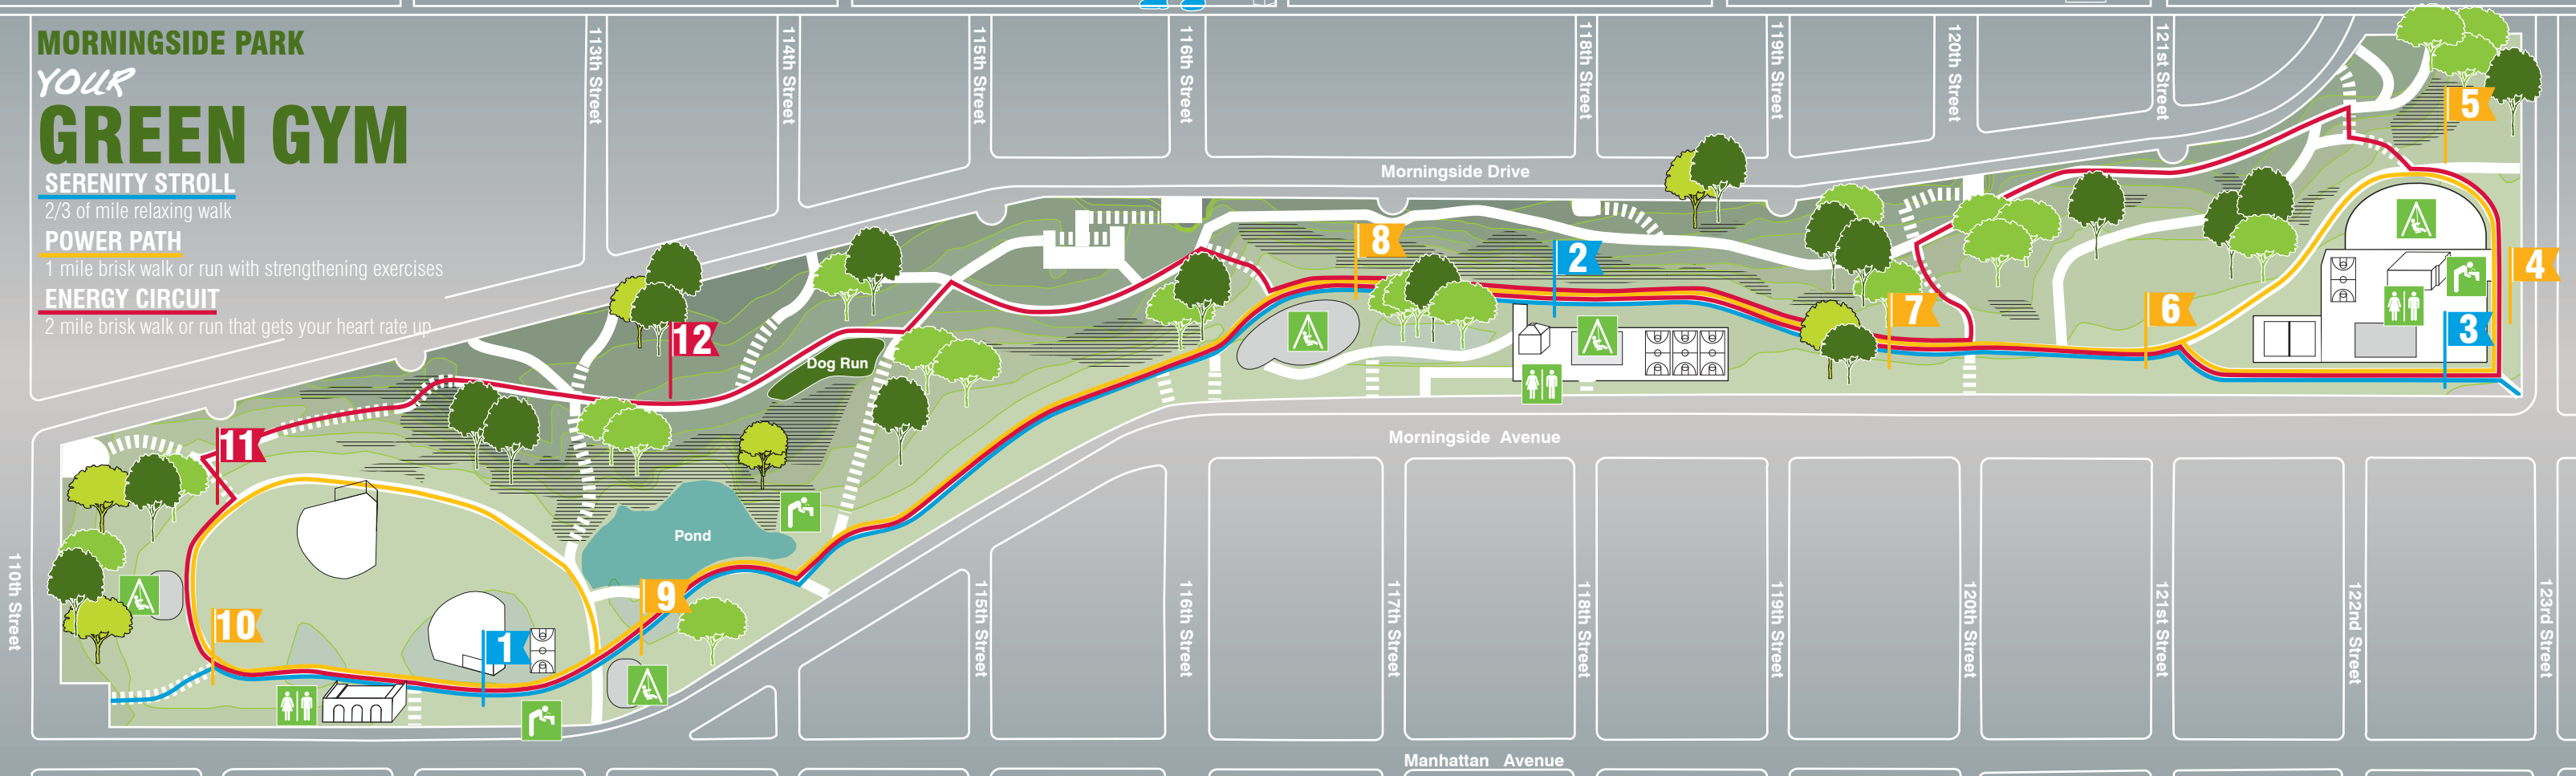 MORNINGSIDE PARK
YOUR
GREEN GYM
SERENITY STROLL
2/3 of mile relaxing walk
POWER PATH
1 mile brisk walk or run with strengthening exercises
ENERGY CIRCUIT
2 mile brisk walk or run that gets your heart rate up
113th Street
114th Street
115th Street
116th Street
118th Street
119th Street
120th Street
121st Street
Morningside Drive
5
8
2
4
7
6
3
12
Dog Run
11
Morningside Avenue
Pond
9
10
1
110th Street
115th Street
116th Street
117th Street
118th Street
119th Street
120th Street
121st Street
122nd Street
123rd Street
Manhattan Avenue